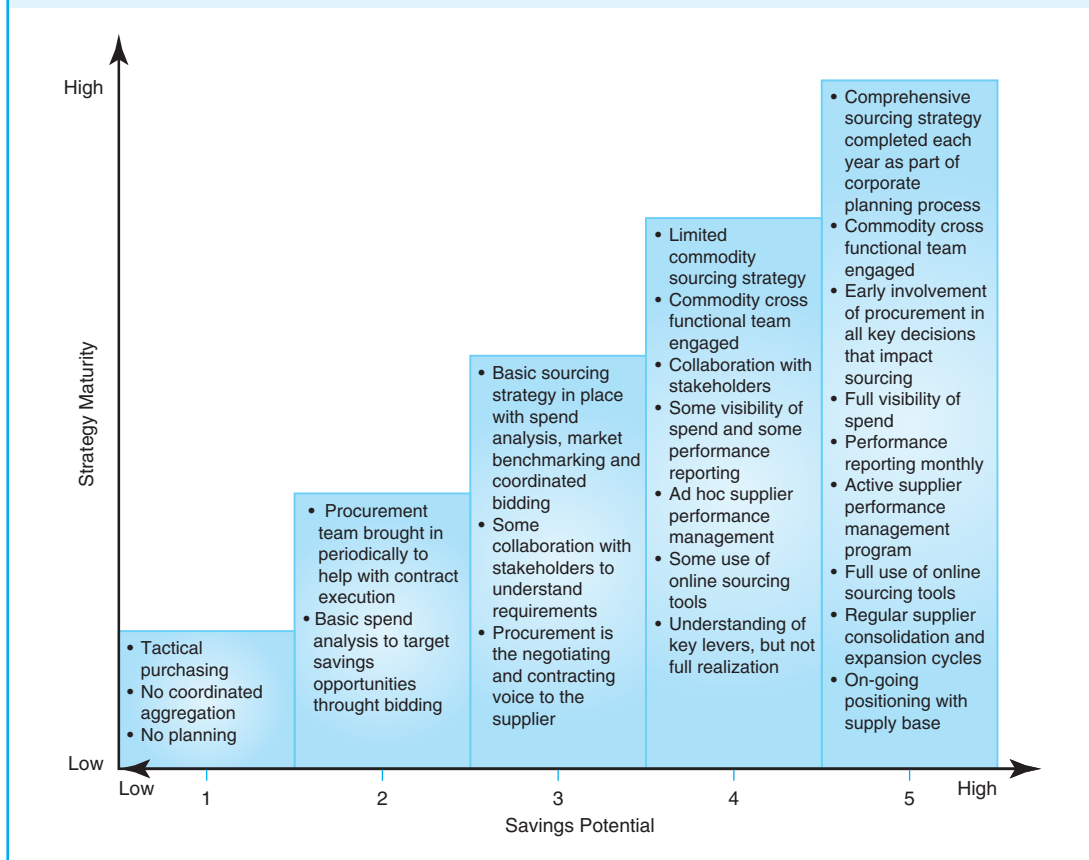 High
Strategy Maturity
Low
• Tactical
purchasing
• No coordinated
aggregation
• No planning
• Procurement
team brought in
periodically to
help with contract
execution
• Basic spend
analysis to target
savings
opportunities
throught bidding
• Basic sourcing
strategy in place
with spend
analysis, market
benchmarking and
coordinated
bidding
• Some
collaboration with
stakeholders to
understand
requirements
• Procurement is
the negotiating
and contracting
voice to the
supplier
• Limited
commodity
sourcing strategy
• Commodity cross
functional team
engaged
• Collaboration with
stakeholders
• Some visibility of
spend and some
performance
reporting
• Ad hoc supplier
performance
management
• Some use of
online sourcing
tools
• Understanding of
key levers, but not
full realization
• Comprehensive
sourcing strategy
completed each
year as part of
corporate
planning process
• Commodity cross
functional team
engaged
• Early involvement
of procurement in
all key decisions
that impact
sourcing
• Full visibility of
spend
• Performance
reporting monthly
• Active supplier
performance
management
program
• Full use of online
sourcing tools
• Regular supplier
consolidation and
expansion cycles
• On-going
positioning with
supply base
Low
1
2
3
4
5
High
Savings Potential